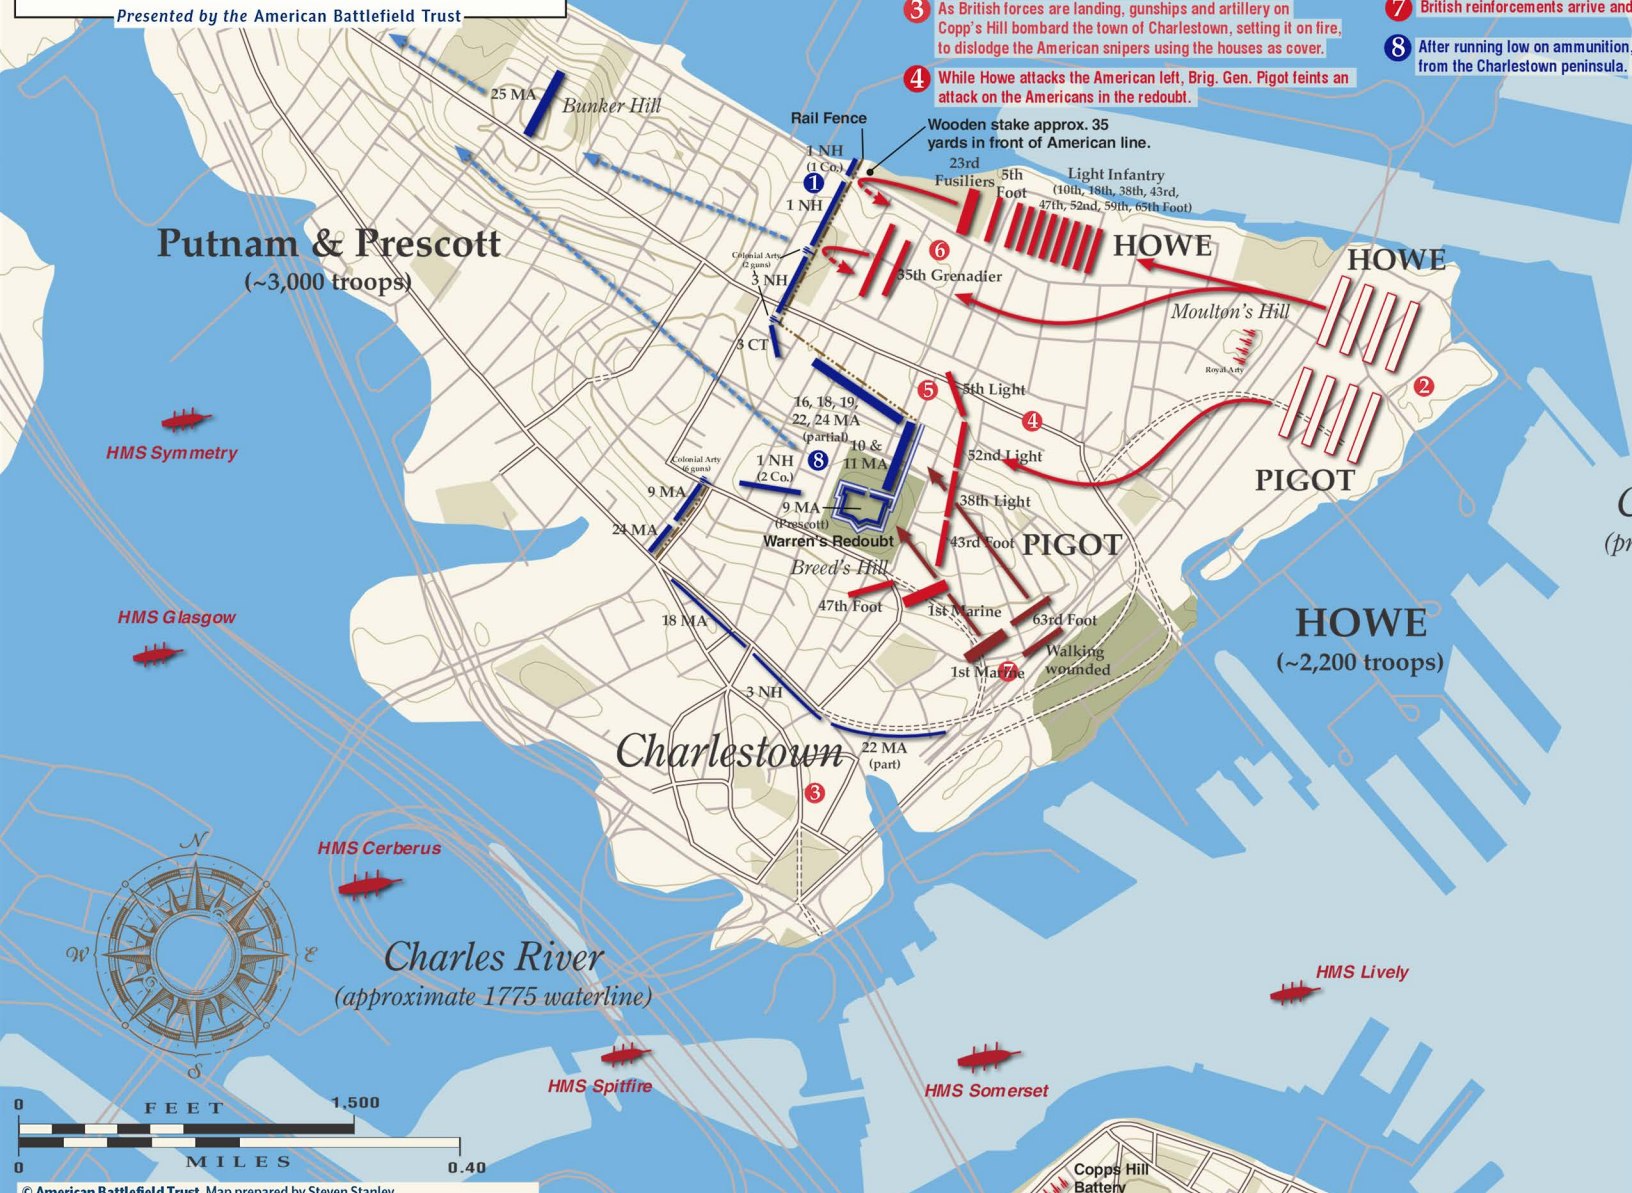 Presented by the American Battlefield Trust
3 As British forces are landing, gunships and artillery on
Copp's Hill bombard the town of Charlestown, setting it on fire,
to dislodge the American snipers using the houses as cover.
4 While Howe attacks the American left, Brig. Gen. Pigot feints an
attack on the Americans in the redoubt.
7 British reinforcements arrive and
8 After running low on ammunition,
from the Charlestown peninsula.
25 MA
Bunker Hill
Rail Fence
Wooden stake approx. 35
yards in front of American line.
1 NH
(1 Co.)
1
1 NH
23rd
Fusiliers
5th
Foot
Light Infantry
(10th, 18th, 38th, 43rd,
47th, 52nd, 59th, 65th Foot)
HOWE
HOWE
Putnam & Prescott
(~3,000 troops)
Colonial Arty
(2 guns)
3 NH
6
35th Grenadier
Moulton's Hill
Royal Arty
2
3 CT
5
5th Light
4
16, 18, 19,
22, 24 MA
(partial)
10 &
11 MA
52nd Light
PIGOT
HMS Symmetry
Colonial Arty
(6 guns)
1 NH
(2 Co.)
8
9 MA
9 MA
(Prescott)
38th Light
24 MA
Warren's Redoubt
43rd Foot
PIGOT
Breed's Hill
47th Foot
1st Marine
63rd Foot
HMS Glasgow
18 MA
Walking
wounded
1st Marine
7
HOWE
(~2,200 troops)
3 NH
Charlestown
22 MA
(part)
3
HMS Cerberus
N
W
E
S
Charles River
(approximate 1775 waterline)
HMS Lively
HMS Spitfire
HMS Somerset
0 FEET 1,500
0 MILES 0.40
Copps Hill
Battery
© American Battlefield Trust. Map prepared by Steven Stanley